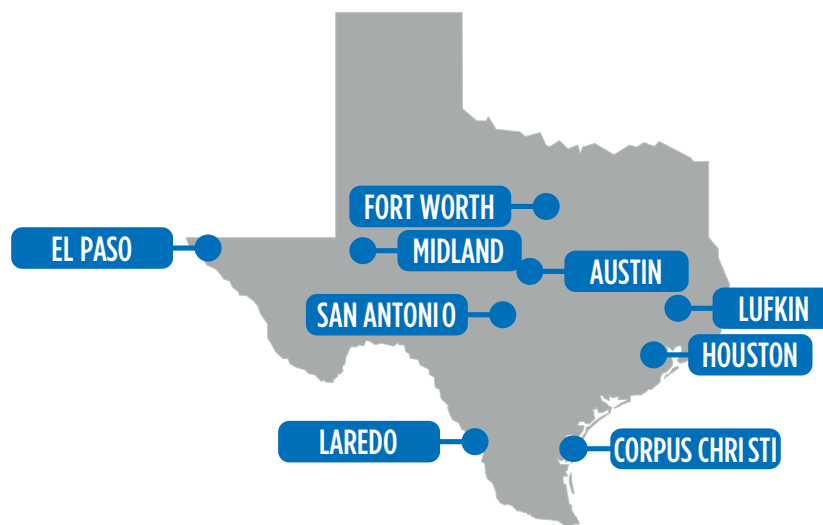 FORT WORTH
EL PASO
MIDLAND
AUSTIN
SAN ANTONIO
LUFKIN
HOUSTON
LAREDO
CORPUS CHRISTI